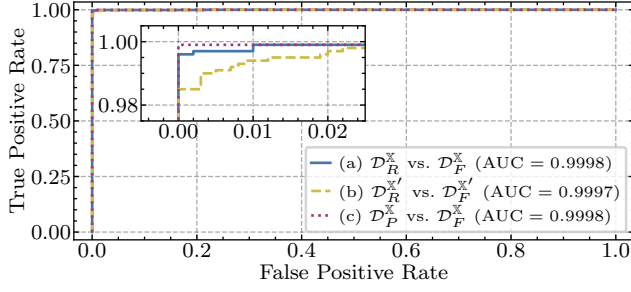 True Positive Rate
1.00
0.75
0.50
0.25
0.00
1.00
0.98
0.00 0.01 0.02
(a) 𝒟_R^𝕏 vs. 𝒟_F^𝕏 (AUC = 0.9998)
(b) 𝒟_R^𝕏′ vs. 𝒟_F^𝕏′ (AUC = 0.9997)
(c) 𝒟_P^𝕏 vs. 𝒟_F^𝕏 (AUC = 0.9998)
0.0 0.2 0.4 0.6 0.8 1.0
False Positive Rate